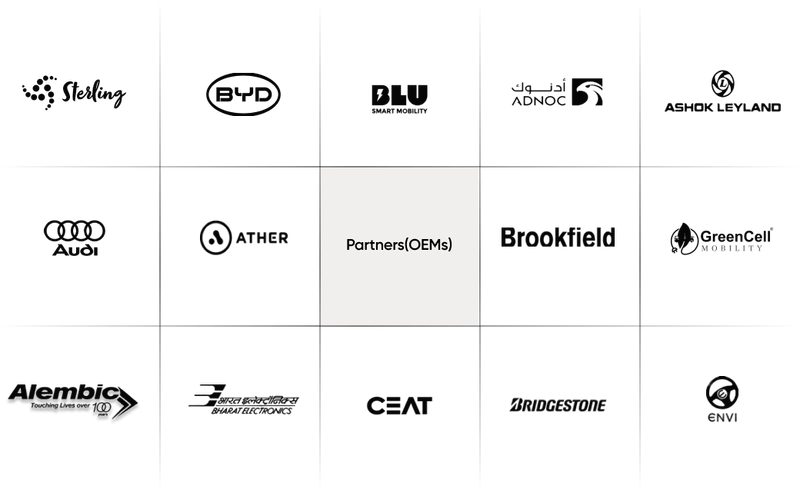 Sterling
BYD
BLU
SMART MOBILITY
أدنـوك
ADNOC
L
ASHOK LEYLAND
Audi
ATHER
Partners(OEMs)
Brookfield
GreenCell
MOBILITY
Alembic
Touching Lives over 100 years
भारत इलेक्ट्रॉनिक्स
BHARAT ELECTRONICS
CEAT
BRIDGESTONE
ENVI